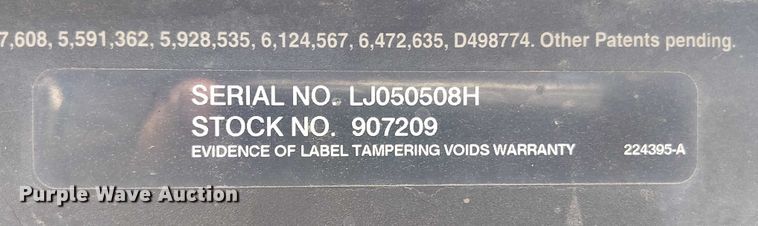 7,608, 5,591,362, 5,928,535, 6,124,567, 6,472,635, D498774. Other Patents pending.
SERIAL NO. LJ050508H
STOCK NO. 907209
EVIDENCE OF LABEL TAMPERING VOIDS WARRANTY 224395-A
Purple Wave Auction